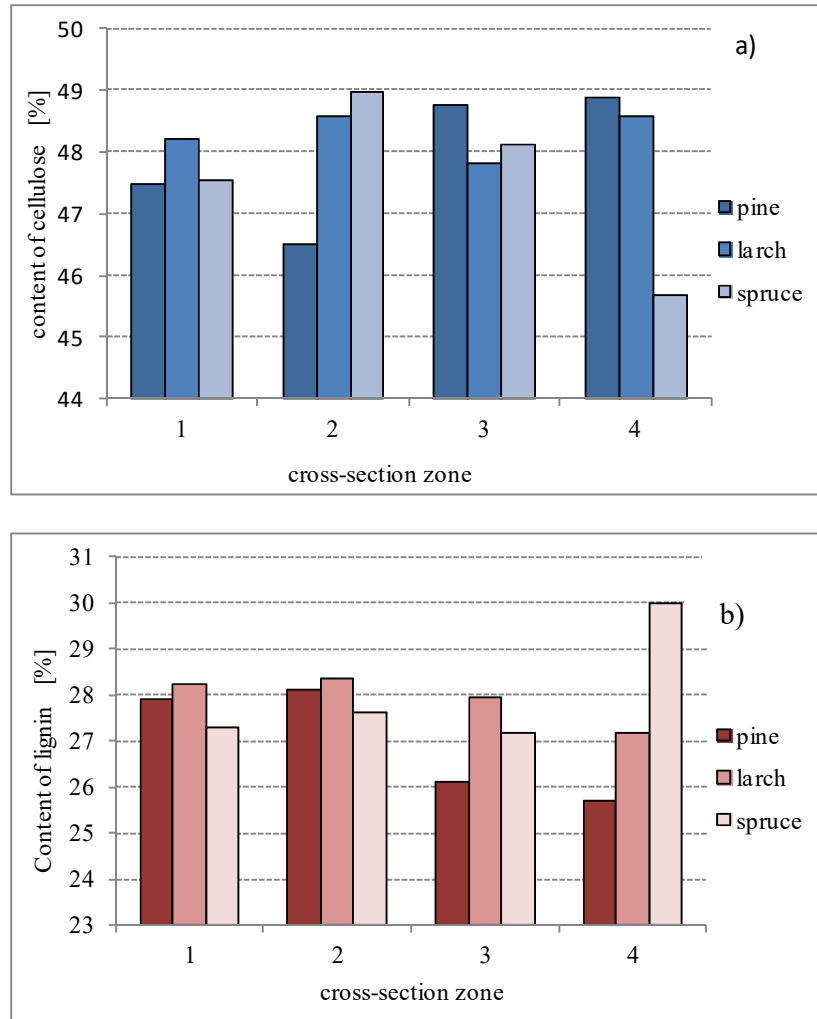 a)
content of cellulose [%]
50
49
48
47
46
45
44
1 2 3 4
cross-section zone
pine
larch
spruce
b)
Content of lignin [%]
31
30
29
28
27
26
25
24
23
1 2 3 4
cross-section zone
pine
larch
spruce